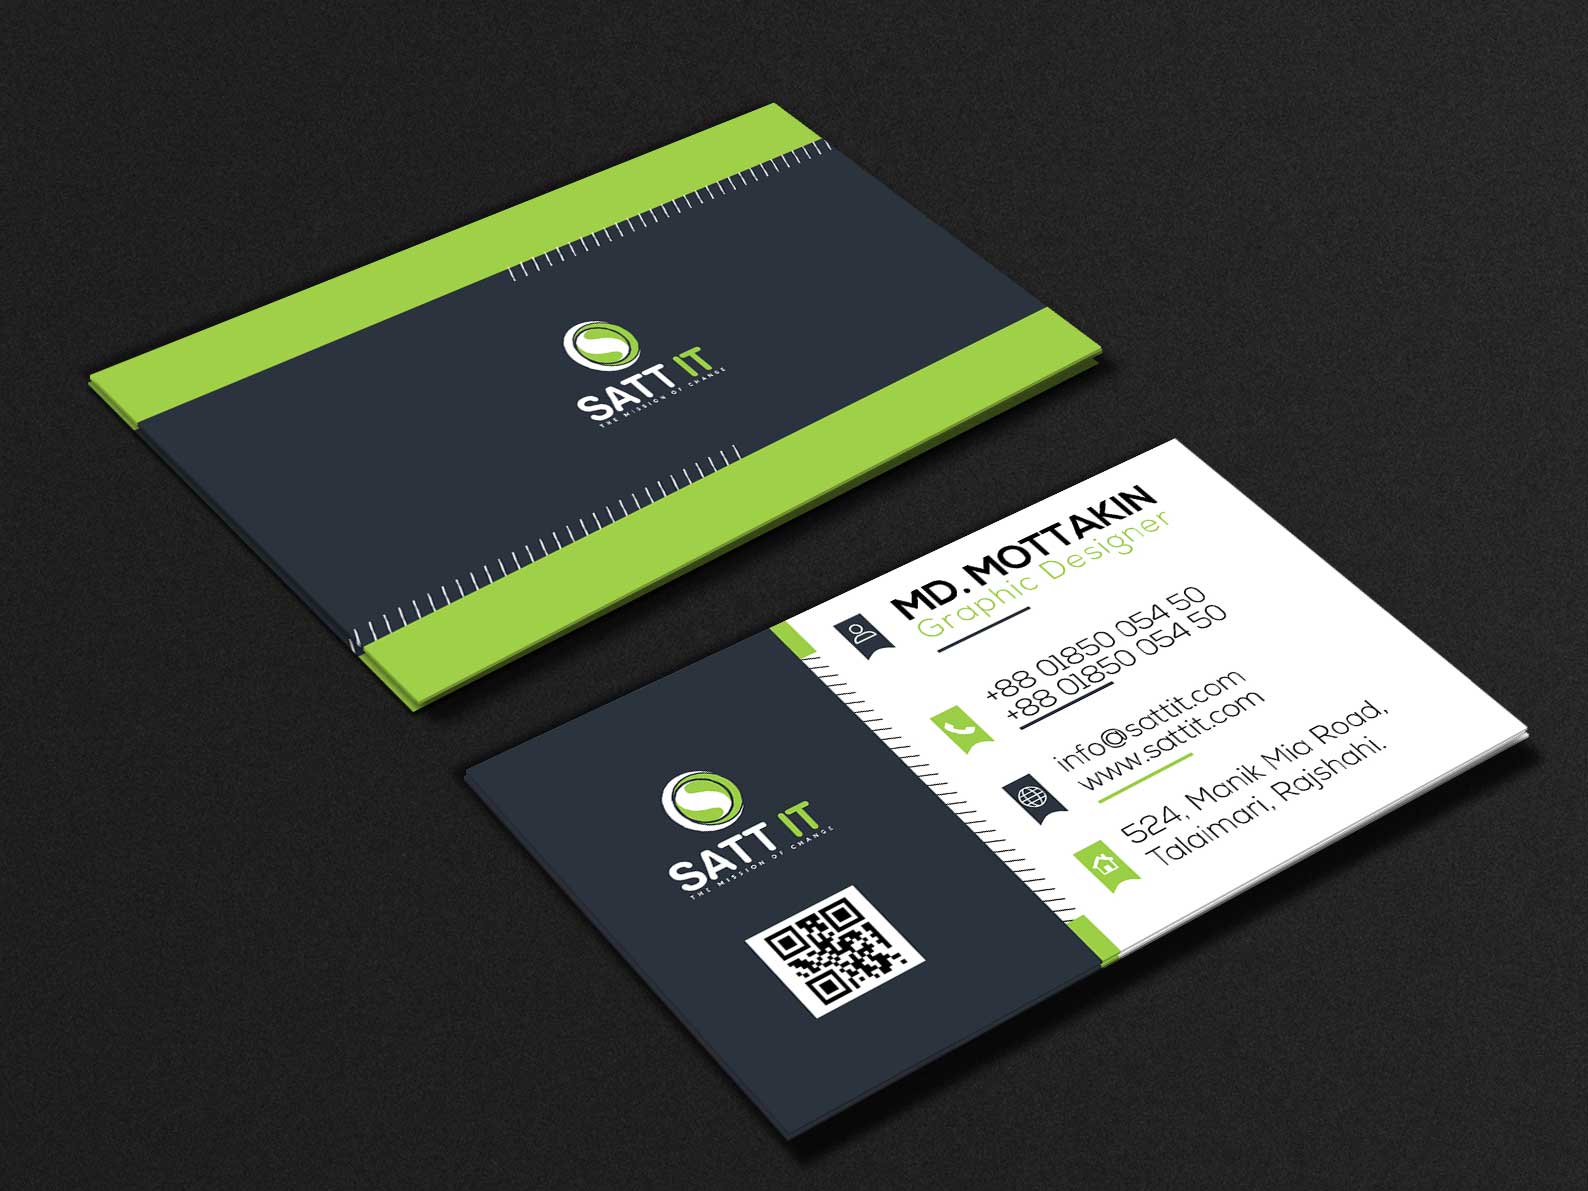 SATT IT
THE MISSION OF CHANGE
MD. MOTTAKIN
Graphic Designer
+88 01850 054 50
+88 01850 054 50
info@sattit.com
www.sattit.com
524, Manik Mia Road,
Talaimari, Rajshahi.
SATT IT
THE MISSION OF CHANGE